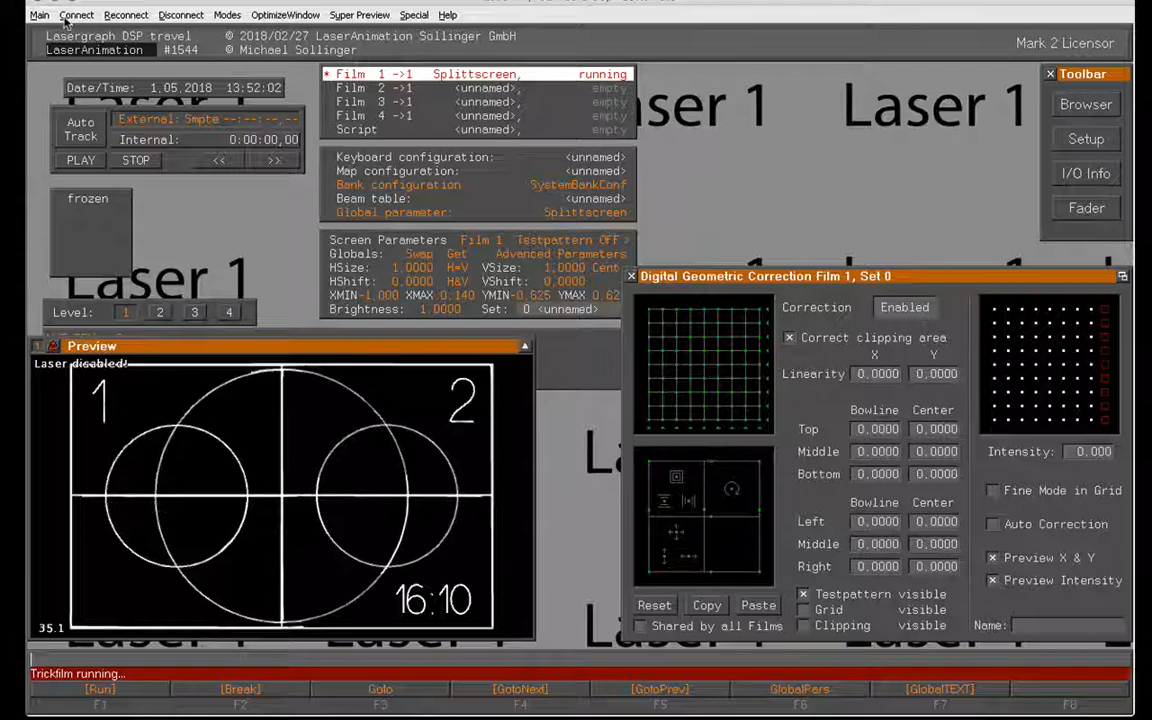 Main Connect Reconnect Disconnect Modes OptimizeWindow Super Preview Special Help
Lasergraph DSP travel © 2018/02/27 LaserAnimation Sollinger GmbH
LaserAnimation #1544 © Michael Sollinger
Mark 2 Licensor
Date/Time: 1.05.2018 13:52:02
Auto Track
External: Smpte --:--:--,--
Internal: 0:00:00,00
PLAY STOP << >>
frozen
Laser 1
Level: 1 2 3 4
* Film 1 ->1 Splittscreen, running
Film 2 ->1 <unnamed>, empty
Film 3 ->1 <unnamed>, empty
Film 4 ->1 <unnamed>, empty
Script <unnamed>, empty
Keyboard configuration: <unnamed>
Map configuration: <unnamed>
Bank configuration SystemBankConf
Beam table: <unnamed>
Global parameter: Splittscreen
Screen Parameters Film 1 Testpattern OFF>
Globals: Swap Get Advanced Parameters
HSize: 1.0000 H=V VSize: 1.0000 Cent
HShift: 0.0000 H&V VShift: 0,0000
XMIN-1.000 XMAX 0.140 YMIN-0.625 YMAX 0.62
Brightness: 1.0000 Set: 0 <unnamed>
Laser 1
Laser 1
Toolbar
Browser
Setup
I/O Info
Fader
1 Preview
Laser disabled!
1 2
16:10
35.1
Digital Geometric Correction Film 1, Set 0
Correction Enabled
Correct clipping area
X Y
Linearity 0.0000 0.0000
Bowline Center
Top 0.0000 0.0000
Middle 0.0000 0.0000
Bottom 0.0000 0.0000
Bowline Center
Left 0.0000 0.0000
Middle 0.0000 0.0000
Right 0.0000 0.0000
Testpattern visible
Grid visible
Clipping visible
Reset Copy Paste
Shared by all Films
Intensity: 0.000
Fine Mode in Grid
Auto Correction
Preview X & Y
Preview Intensity
Name:
Trickfilm running...
[Run] [Break] Goto [GotoNext] [GotoPrev] GlobalPars [GlobalTEXT]
F1 F2 F3 F4 F5 F6 F7 F8